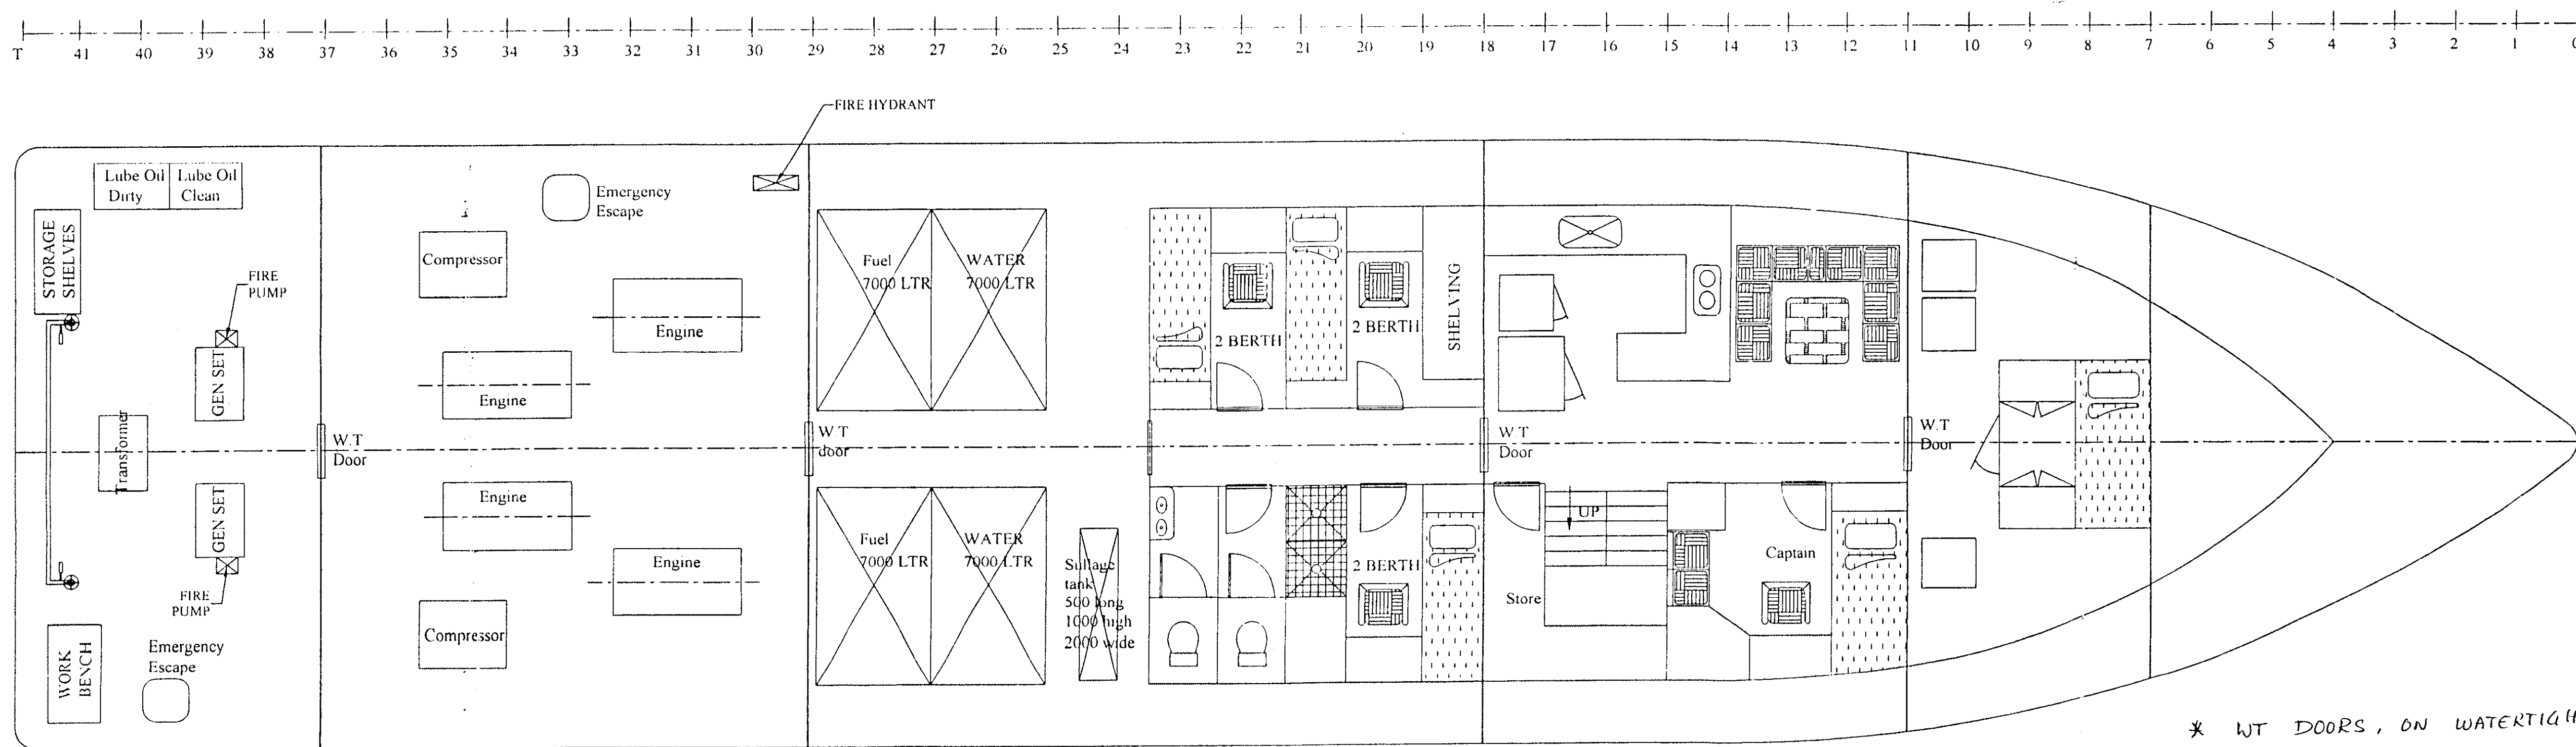 T 41 40 39 38 37 36 35 34 33 32 31 30 29 28 27 26 25 24 23 22 21 20 19 18 17 16 15 14 13 12 11 10 9 8 7 6 5 4 3 2 1
FIRE HYDRANT
Lube Oil
Dirty
Lube Oil
Clean
STORAGE
SHELVES
FIRE
PUMP
GEN SET
Transformer
GEN SET
FIRE
PUMP
WORK
BENCH
Emergency
Escape
W.T
Door
Emergency
Escape
Compressor
Engine
Engine
Engine
Engine
Compressor
W.T
door
Fuel
7000 LTR
WATER
7000 LTR
Fuel
7000 LTR
WATER
7000 LTR
Sullage
tank
500 long
1000 high
2000 wide
2 BERTH
2 BERTH
SHELVING
2 BERTH
W T
Door
UP
Store
Captain
W.T
Door
* WT DOORS, ON